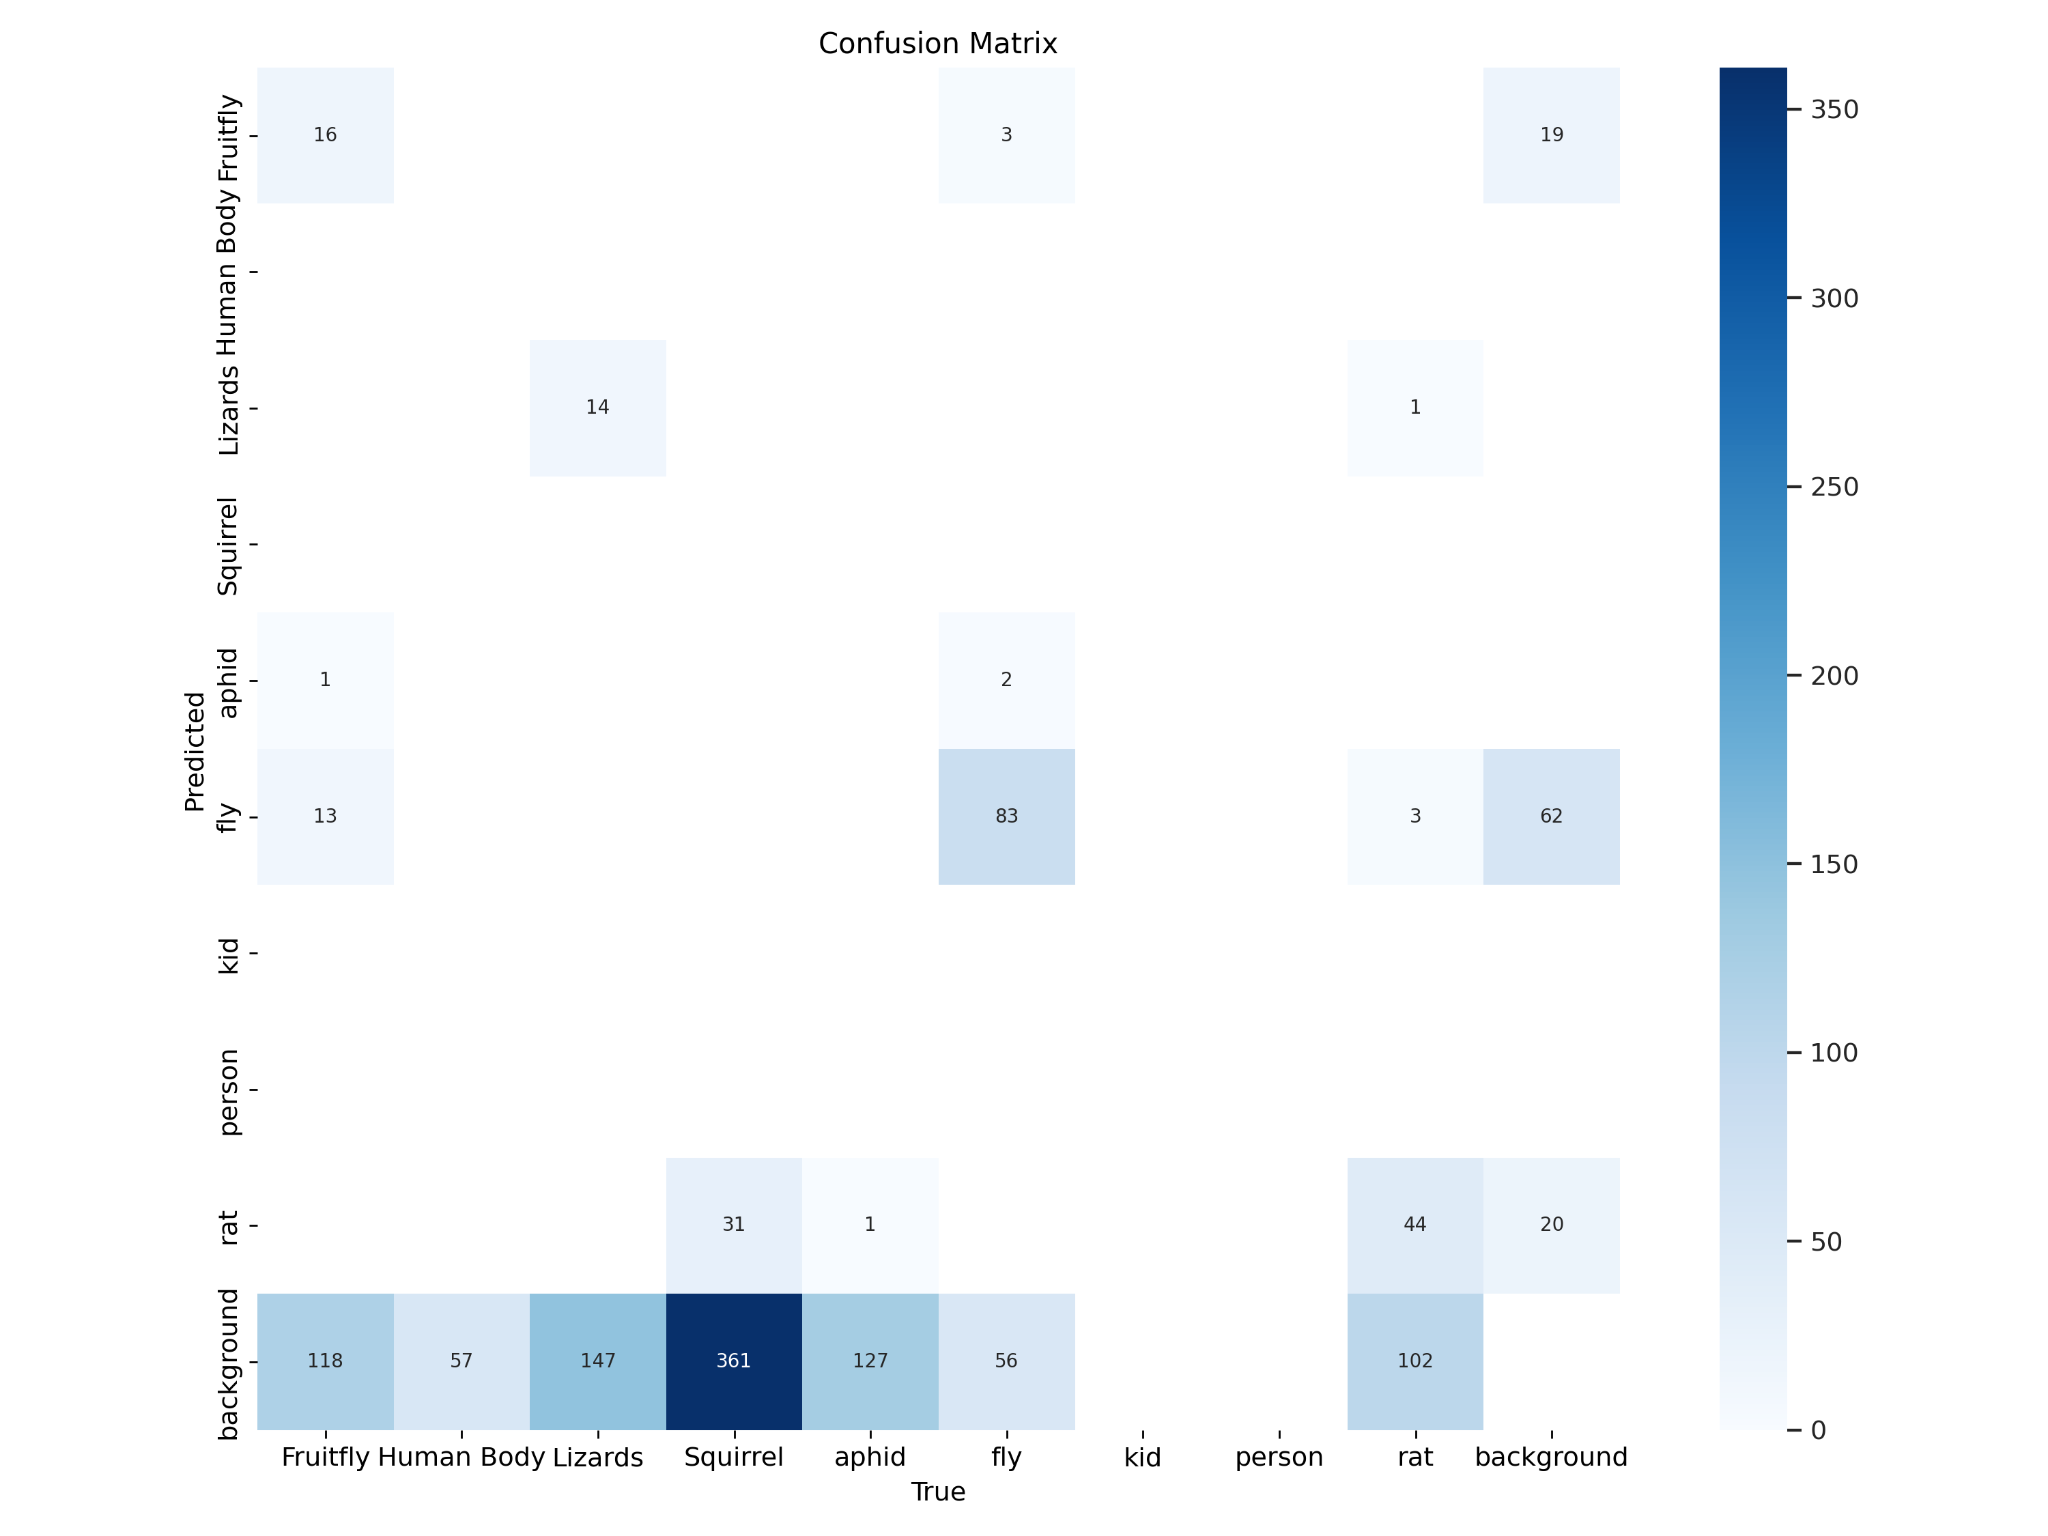 Confusion Matrix
Predicted
Fruitfly
16
3
19
Human Body
Lizards
14
1
Squirrel
aphid
1
2
fly
13
83
3
62
kid
person
rat
31
1
44
20
background
118
57
147
361
127
56
102
Fruitfly Human Body Lizards Squirrel aphid fly kid person rat background
True
350
300
250
200
150
100
50
0